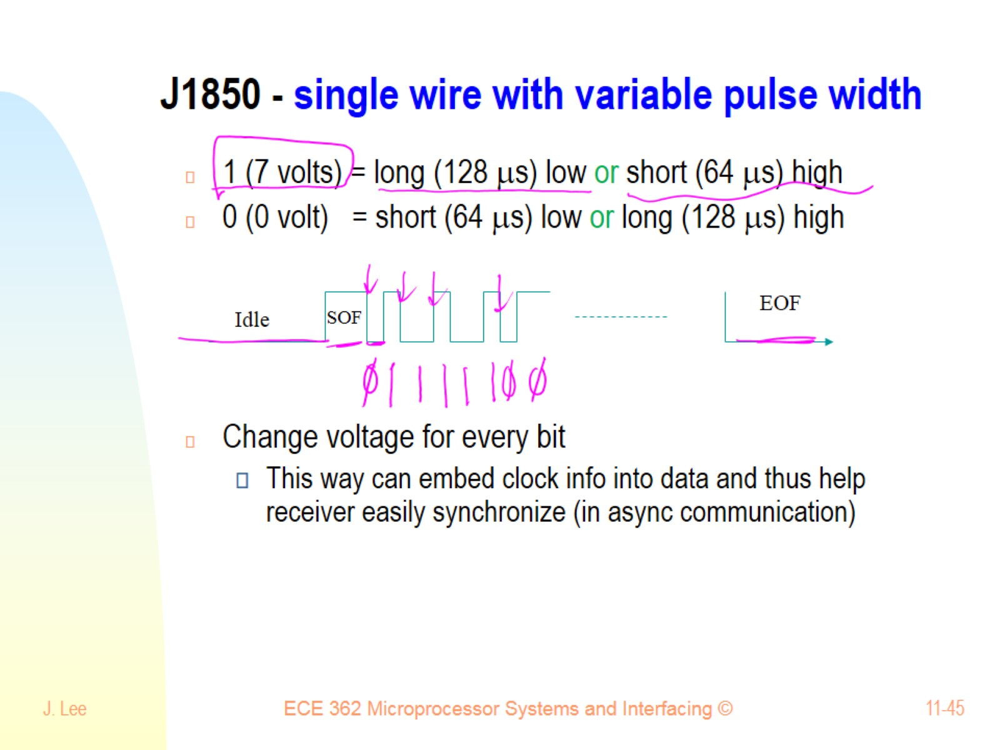 J1850 - single wire with variable pulse width
1 (7 volts) = long (128 μs) low or short (64 μs) high
0 (0 volt) = short (64 μs) low or long (128 μs) high
Idle
SOF
EOF
0 1 1 1 1 1 0 0
Change voltage for every bit
This way can embed clock info into data and thus help
receiver easily synchronize (in async communication)
J. Lee
ECE 362 Microprocessor Systems and Interfacing ©
11-45